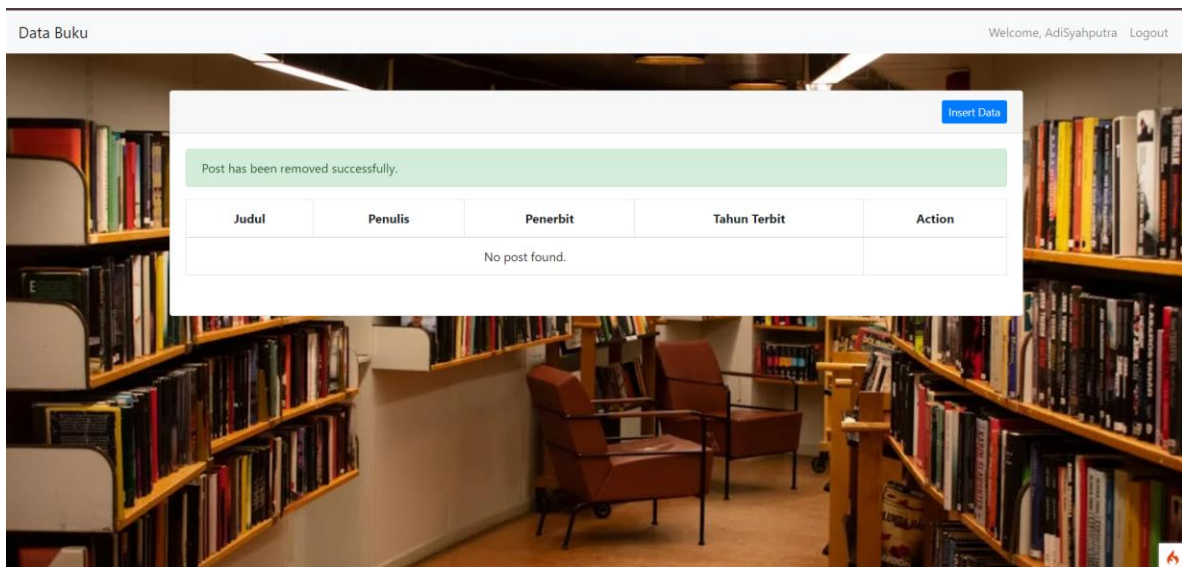 Data Buku
Welcome, AdiSyahputra Logout
Insert Data
Post has been removed successfully.
Judul Penulis Penerbit Tahun Terbit Action
No post found.
E